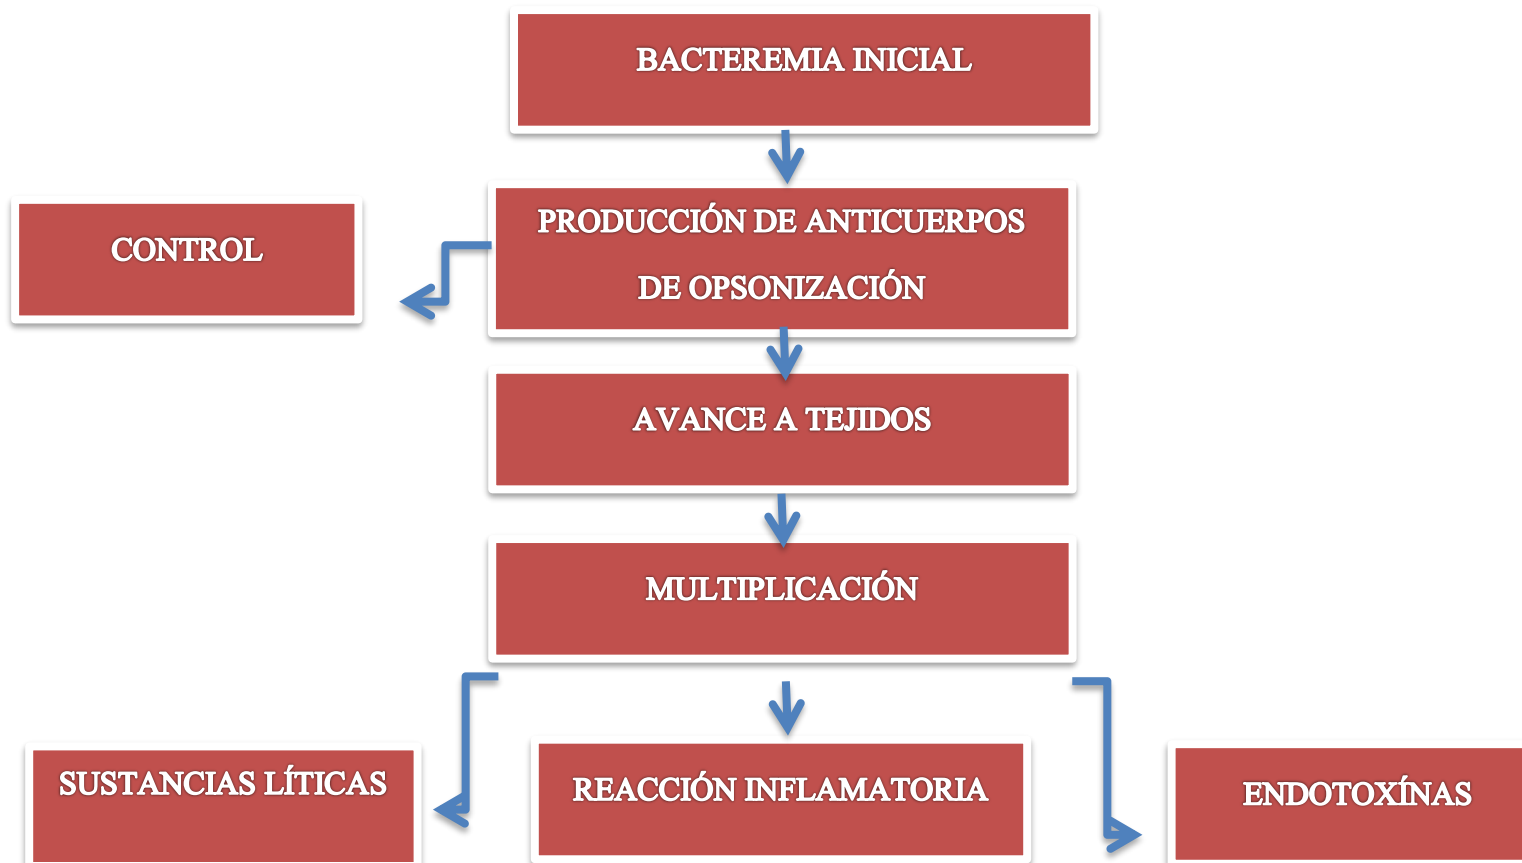 BACTEREMIA INICIAL
CONTROL
PRODUCCIÓN DE ANTICUERPOS
DE OPSONIZACIÓN
AVANCE A TEJIDOS
MULTIPLICACIÓN
SUSTANCIAS LÍTICAS
REACCIÓN INFLAMATORIA
ENDOTOXÍNAS